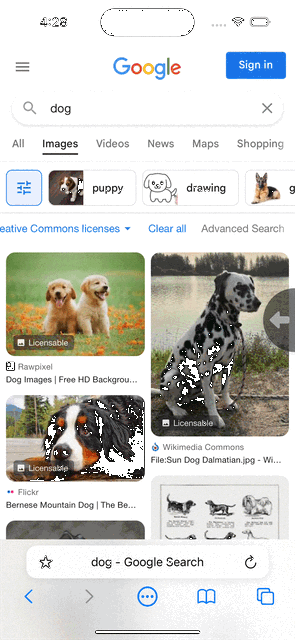 4:28
Google
Sign in
dog
All Images Videos News Maps Shopping
puppy drawing g
eative Commons licenses Clear all Advanced Search
Licensable
Rawpixel
Dog Images | Free HD Backgrou...
Licensable
Wikimedia Commons
File:Sun Dog Dalmatian.jpg - Wi...
Licensable
Flickr
Bernese Mountain Dog | The Be...
dog - Google Search